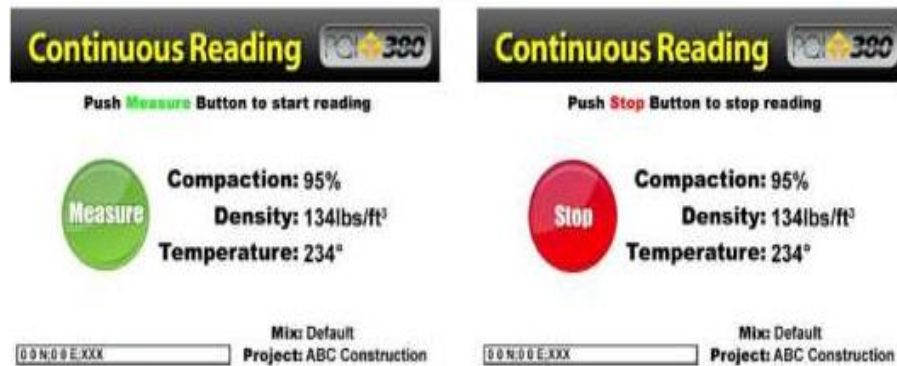 Continuous Reading PQI 380
Push Measure Button to start reading
Measure
Compaction: 95%
Density: 134lbs/ft³
Temperature: 234°
Mix: Default
0 0 N;0 0 E;XXX
Project: ABC Construction
Continuous Reading PQI 380
Push Stop Button to stop reading
Stop
Compaction: 95%
Density: 134lbs/ft³
Temperature: 234°
Mix: Default
0 0 N;0 0 E;XXX
Project: ABC Construction